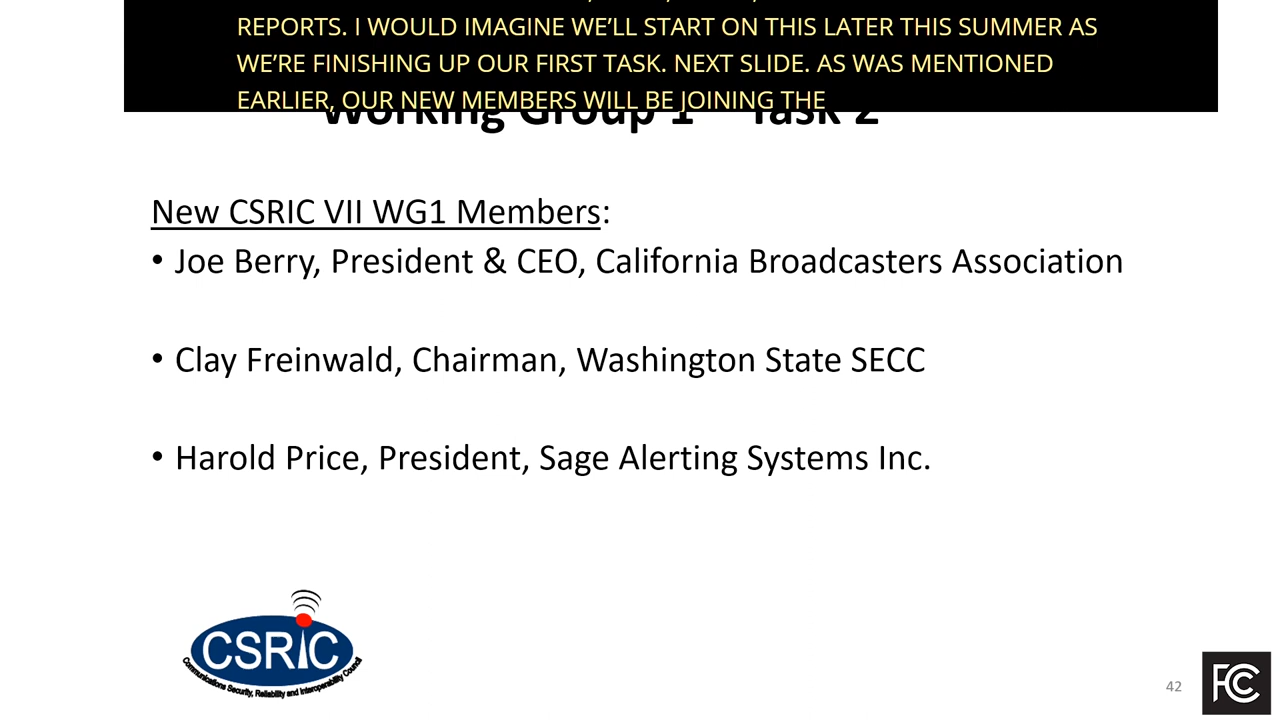 REPORTS. I WOULD IMAGINE WE'LL START ON THIS LATER THIS SUMMER AS
WE'RE FINISHING UP OUR FIRST TASK. NEXT SLIDE. AS WAS MENTIONED
EARLIER, OUR NEW MEMBERS WILL BE JOINING THE
Working Group 1 Task 2
New CSRIC VII WG1 Members:
• Joe Berry, President & CEO, California Broadcasters Association
• Clay Freinwald, Chairman, Washington State SECC
• Harold Price, President, Sage Alerting Systems Inc.
CSRIC
Communications Security, Reliability and Interoperability Council
42
FCC